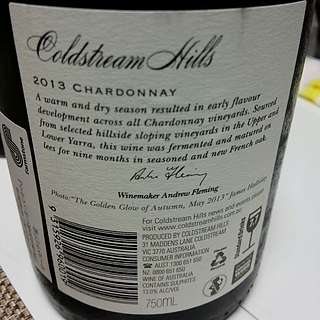 Coldstream Hills
2013 CHARDONNAY
A warm and dry season resulted in early flavour
development across all Chardonnay vineyards. Sourced
from selected hillside sloping vineyards in the Upper and
Lower Yarra, this wine was fermented and matured on
lees for nine months in seasoned and new French oak.
Winemaker Andrew Fleming
Photo: "The Golden Glow of Autumn, May 2013" James Halliday
For Coldstream Hills news and events please
visit www.coldstreamhills.com.au
PRODUCED BY COLDSTREAM HILLS
31 MADDENS LANE COLDSTREAM
VIC 3770 AUSTRALIA
CONSUMER INFORMATION
AUST 1300 651 650
NZ 0800 651 650
WINE OF AUSTRALIA
CONTAINS SULPHITES
13.0% ALC/VOL
750ML